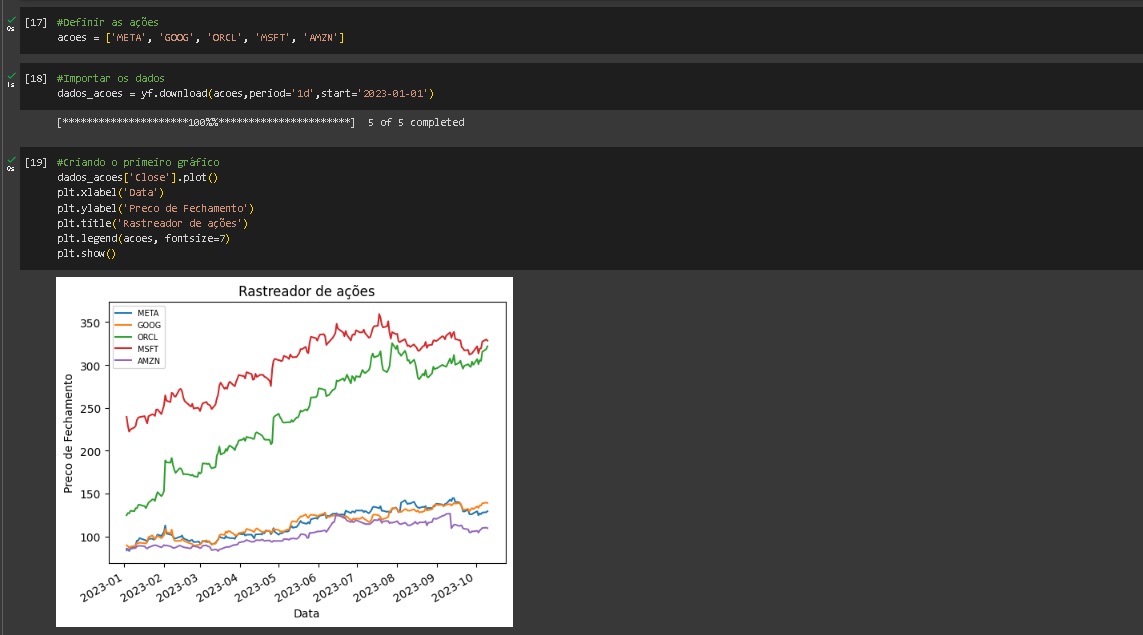 [17] #Definir as ações
0s
acoes = ['META', 'GOOG', 'ORCL', 'MSFT', 'AMZN']
[18] #Importar os dados
1s
dados_acoes = yf.download(acoes,period='1d',start='2023-01-01')
[*********************100%%**********************]  5 of 5 completed
[19] #Criando o primeiro gráfico
0s
dados_acoes['Close'].plot()
plt.xlabel('Data')
plt.ylabel('Preco de Fechamento')
plt.title('Rastreador de ações')
plt.legend(acoes, fontsize=7)
plt.show()
Rastreador de ações
META
GOOG
ORCL
MSFT
AMZN
Preco de Fechamento
350
300
250
200
150
100
2023-01
2023-02
2023-03
2023-04
2023-05
2023-06
2023-07
2023-08
2023-09
2023-10
Data